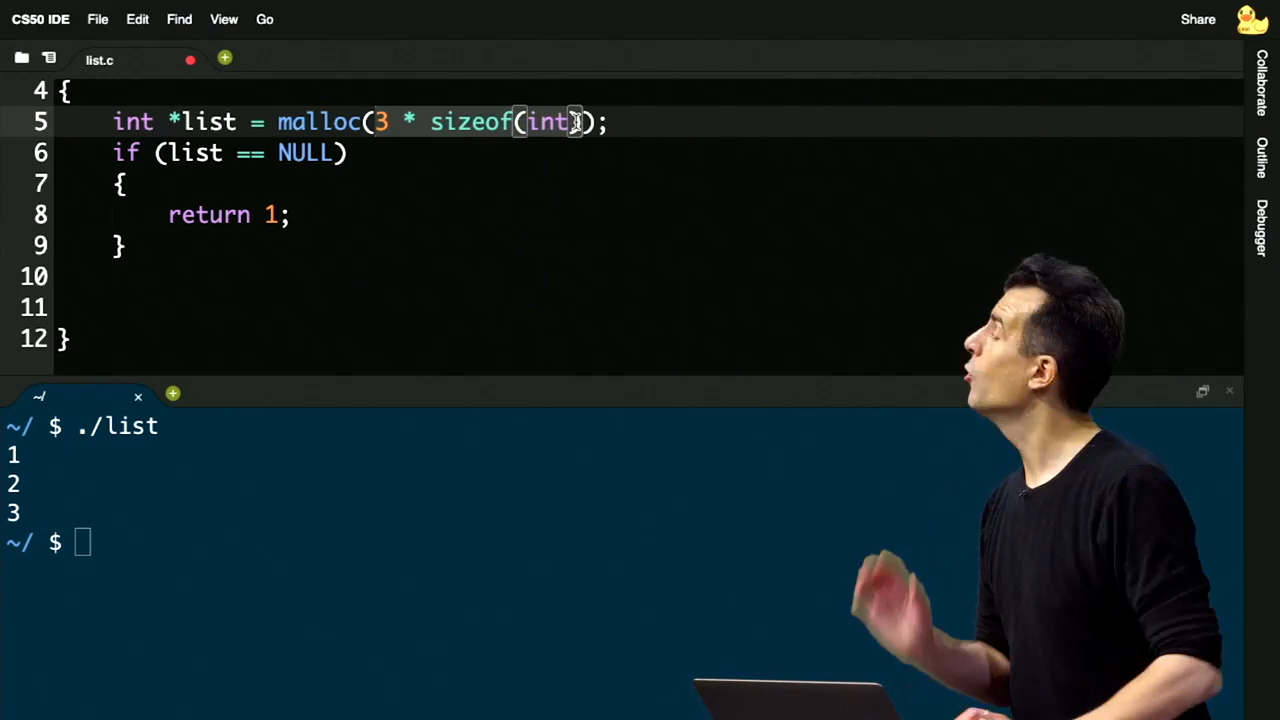 CS50 IDE File Edit Find View Go Share
list.c
4 {
5 int *list = malloc(3 * sizeof(int));
6 if (list == NULL)
7 {
8 return 1;
9 }
10
11
12 }
~/
~/ $ ./list
1
2
3
~/ $
Collaborate
Outline
Debugger